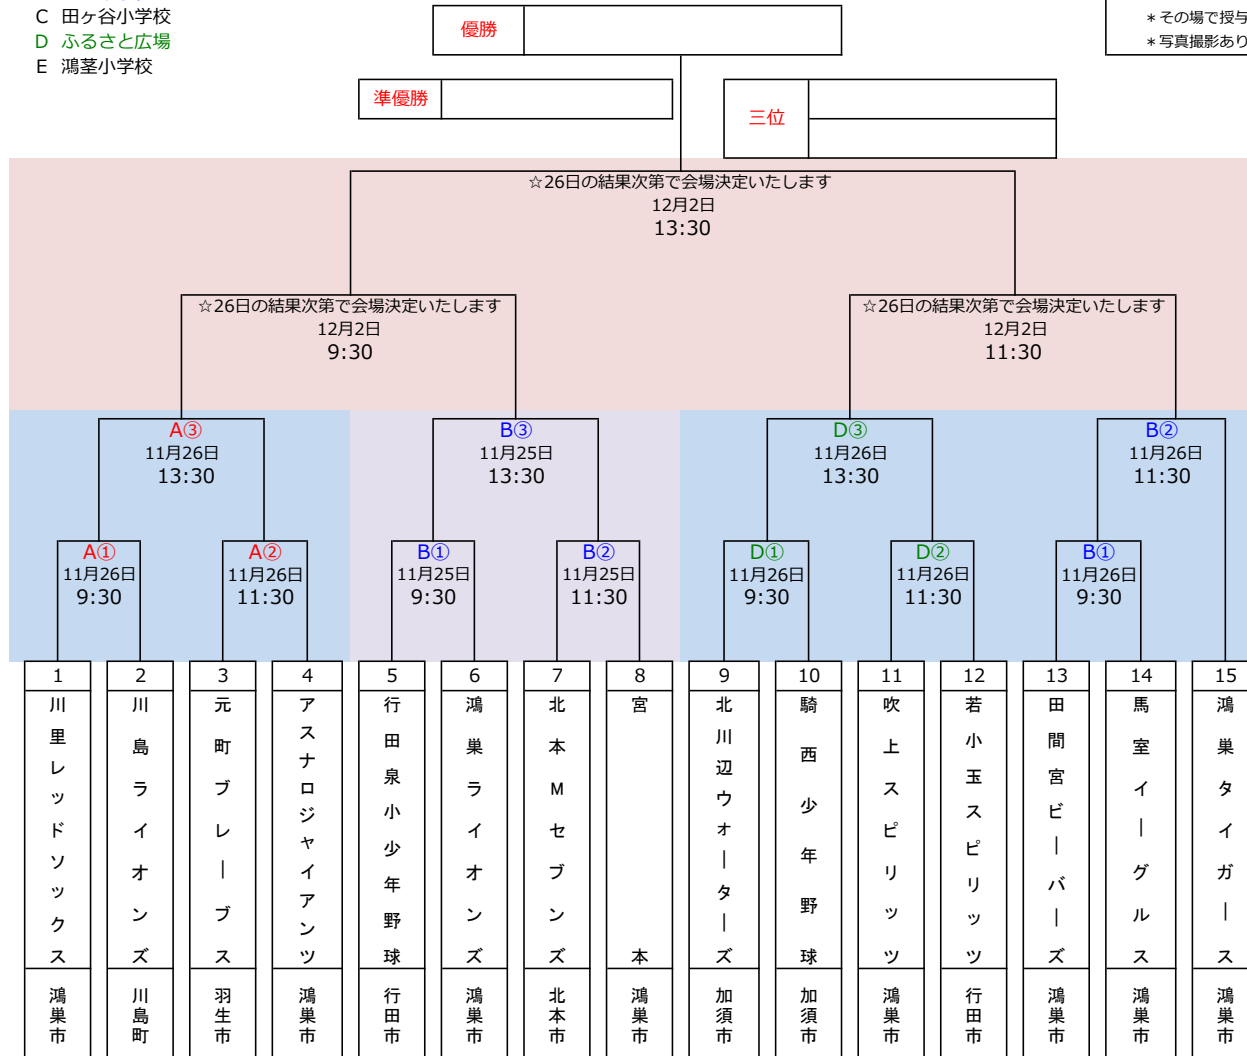 C 田ヶ谷小学校
D ふるさと広場
E 鴻茎小学校
＊その場で授与
＊写真撮影あり
優勝
準優勝
三位
☆26日の結果次第で会場決定いたします
12月2日
13:30
☆26日の結果次第で会場決定いたします
12月2日
9:30
☆26日の結果次第で会場決定いたします
12月2日
11:30
A③
11月26日
13:30
B③
11月25日
13:30
D③
11月26日
13:30
B②
11月26日
11:30
A①
11月26日
9:30
A②
11月26日
11:30
B①
11月25日
9:30
B②
11月25日
11:30
D①
11月26日
9:30
D②
11月26日
11:30
B①
11月26日
9:30
1
川里レッドソックス
鴻巣市
2
川島ライオンズ
川島町
3
元町ブレーブス
羽生市
4
アスナロジャイアンツ
鴻巣市
5
行田泉小少年野球
行田市
6
鴻巣ライオンズ
鴻巣市
7
北本Mセブンズ
北本市
8
宮本
鴻巣市
9
北川辺ウォーターズ
加須市
10
騎西少年野球
加須市
11
吹上スピリッツ
鴻巣市
12
若小玉スピリッツ
行田市
13
田間宮ビーバーズ
鴻巣市
14
馬室イーグルス
鴻巣市
15
鴻巣タイガース
鴻巣市